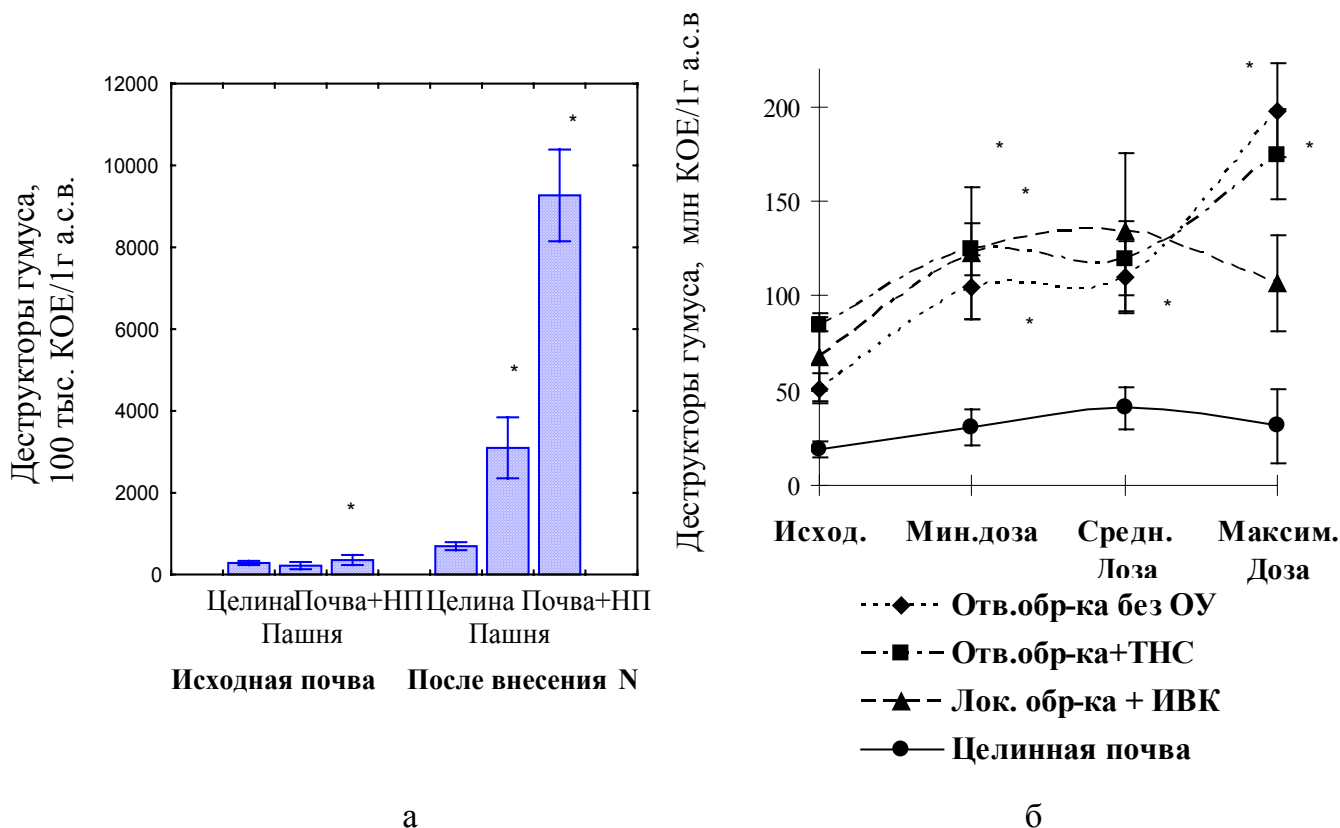 Деструкторы гумуса,
100 тыс. КОЕ/1г а.с.в.
12000
10000
8000
6000
4000
2000
0
*
*
*
Целина Почва+НП Целина Почва+НП
Пашня Пашня
Исходная почва После внесения N
а
Деструкторы гумуса, млн КОЕ/1г а.с.в
200
150
100
50
0
*
*
*
*
*
*
Исход. Мин.доза Средн. Максим.
Доза Доза
Отв.обр-ка без ОУ
Отв.обр-ка+ТНС
Лок. обр-ка + ИВК
Целинная почва
б